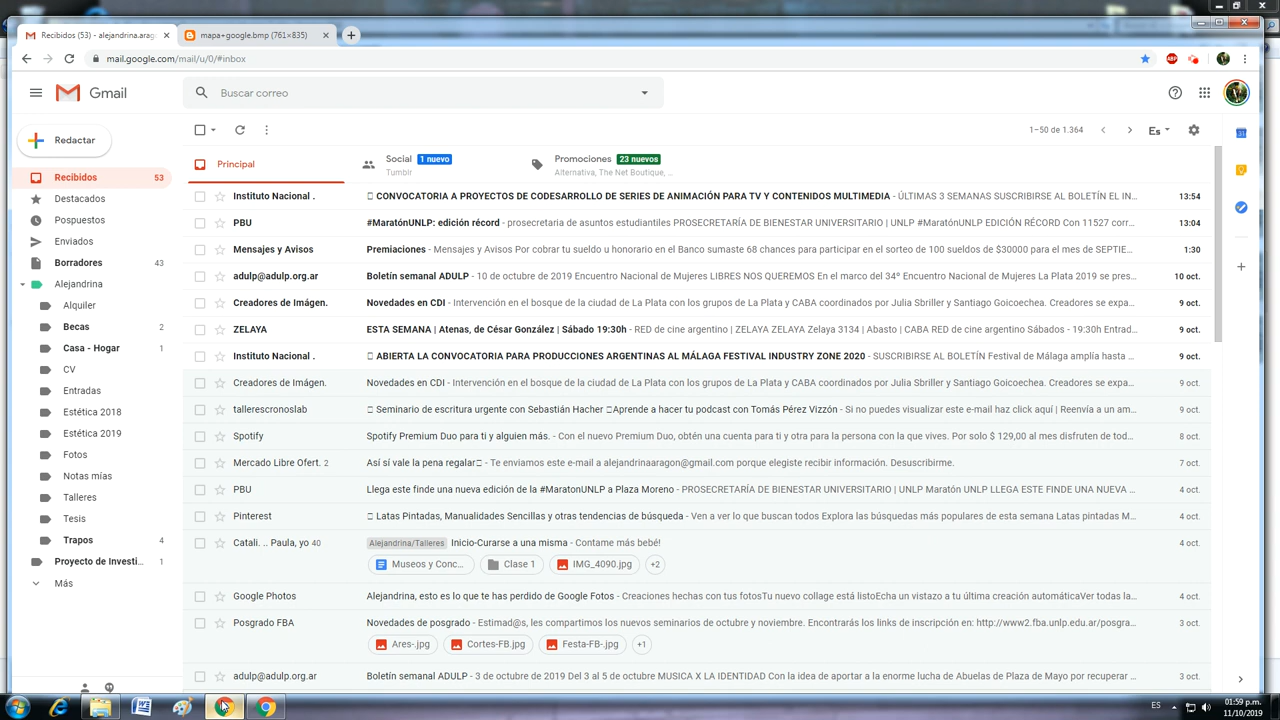 Recibidos (53) - alejandrina.arago
mapa+google.bmp (761×835)
mail.google.com/mail/u/0/#inbox
ABP
Gmail
Buscar correo
Redactar
1–50 de 1.364
Es
Recibidos 53
Destacados
Pospuestos
Enviados
Borradores 43
Alejandrina
Alquiler
Becas 2
Casa - Hogar 1
CV
Entradas
Estética 2018
Estética 2019
Fotos
Notas mías
Talleres
Tesis
Trapos 4
Proyecto de Investi... 1
Más
Principal
Social 1 nuevo
Tumblr
Promociones 23 nuevos
Alternativa, The Net Boutique, ...
Instituto Nacional . CONVOCATORIA A PROYECTOS DE CODESARROLLO DE SERIES DE ANIMACIÓN PARA TV Y CONTENIDOS MULTIMEDIA - ÚLTIMAS 3 SEMANAS SUSCRIBIRSE AL BOLETÍN EL IN... 13:54
PBU #MaratónUNLP: edición récord - prosecretaria de asuntos estudiantiles PROSECRETARÍA DE BIENESTAR UNIVERSITARIO | UNLP #MaratónUNLP EDICIÓN RÉCORD Con 11527 corr... 13:04
Mensajes y Avisos Premiaciones - Mensajes y Avisos Por cobrar tu sueldo u honorario en el Banco sumaste 68 chances para participar en el sorteo de 100 sueldos de $30000 para el mes de SEPTIE... 1:30
adulp@adulp.org.ar Boletín semanal ADULP - 10 de octubre de 2019 Encuentro Nacional de Mujeres LIBRES NOS QUEREMOS En el marco del 34º Encuentro Nacional de Mujeres La Plata 2019 se pres... 10 oct.
Creadores de Imágen. Novedades en CDI - Intervención en el bosque de la ciudad de La Plata con los grupos de La Plata y CABA coordinados por Julia Sbriller y Santiago Goicoechea. Creadores se expa... 9 oct.
ZELAYA ESTA SEMANA | Atenas, de César González | Sábado 19:30h - RED de cine argentino | ZELAYA ZELAYA Zelaya 3134 | Abasto | CABA RED de cine argentino Sábados - 19:30h Entrad... 9 oct.
Instituto Nacional . ABIERTA LA CONVOCATORIA PARA PRODUCCIONES ARGENTINAS AL MÁLAGA FESTIVAL INDUSTRY ZONE 2020 - SUSCRIBIRSE AL BOLETÍN Festival de Málaga amplía hasta ... 9 oct.
Creadores de Imágen. Novedades en CDI - Intervención en el bosque de la ciudad de La Plata con los grupos de La Plata y CABA coordinados por Julia Sbriller y Santiago Goicoechea. Creadores se expa... 9 oct.
tallerescronoslab Seminario de escritura urgente con Sebastián Hacher Aprende a hacer tu podcast con Tomás Pérez Vizzón - Si no puedes visualizar este e-mail haz click aquí | Reenvía a un am... 9 oct.
Spotify Spotify Premium Duo para ti y alguien más. - Con el nuevo Premium Duo, obtén una cuenta para ti y otra para la persona con la que vives. Por solo $ 129,00 al mes disfruten de tod... 8 oct.
Mercado Libre Ofert. 2 Así sí vale la pena regalar - Te enviamos este e-mail a alejandrinaaragon@gmail.com porque elegiste recibir información. Desuscribirme. 7 oct.
PBU Llega este finde una nueva edición de la #MaratonUNLP a Plaza Moreno - PROSECRETARÍA DE BIENESTAR UNIVERSITARIO | UNLP Maratón UNLP LLEGA ESTE FINDE UNA NUEVA ... 4 oct.
Pinterest Latas Pintadas, Manualidades Sencillas y otras tendencias de búsqueda - Ven a ver lo que buscan todos Explora las búsquedas más populares de esta semana Latas pintadas M... 4 oct.
Catali. .. Paula, yo 40 Alejandrina/Talleres Inicio-Curarse a una misma - Contame más bebé! 4 oct.
Museos y Conc... Clase 1 IMG_4090.jpg +2
Google Photos Alejandrina, esto es lo que te has perdido de Google Fotos - Creaciones hechas con tus fotosTu nuevo collage está listoEcha un vistazo a tu última creación automáticaVer todas la... 4 oct.
Posgrado FBA Novedades de posgrado - Estimad@s, les compartimos los nuevos seminarios de octubre y noviembre. Encontrarás los links de inscripción en: http://www2.fba.unlp.edu.ar/posgra... 3 oct.
Ares-.jpg Cortes-FB.jpg Festa-FB-.jpg +1
adulp@adulp.org.ar Boletín semanal ADULP - 3 de octubre de 2019 Del 3 al 5 de octubre MUSICA X LA IDENTIDAD Con la idea de aportar a la enorme lucha de Abuelas de Plaza de Mayo por recuperar ... 3 oct.
31
ES
01:59 p.m.
11/10/2019